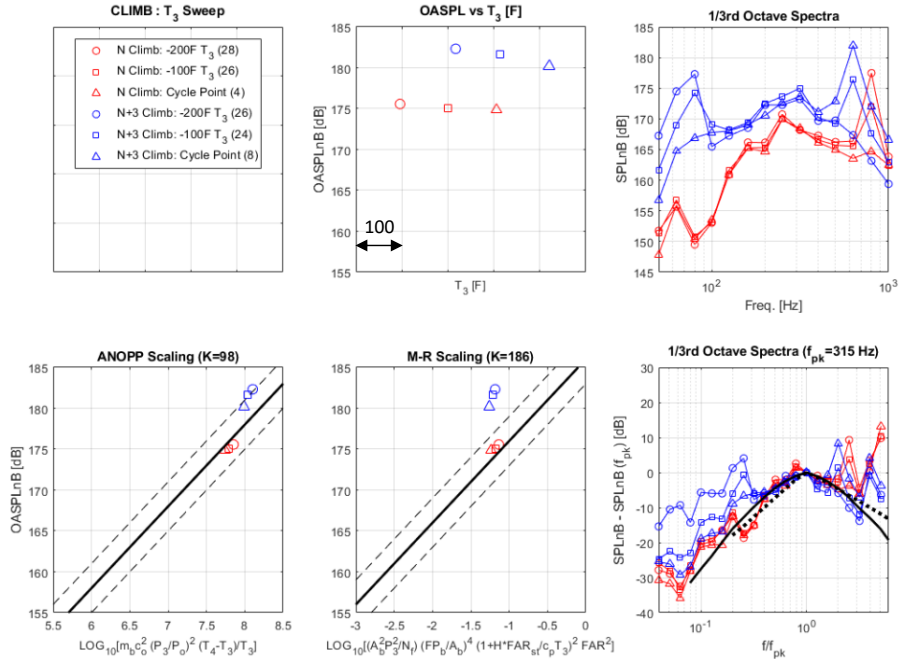 CLIMB : T3 Sweep
N Climb: -200F T3 (28)
N Climb: -100F T3 (26)
N Climb: Cycle Point (4)
N+3 Climb: -200F T3 (26)
N+3 Climb: -100F T3 (24)
N+3 Climb: Cycle Point (8)
OASPL vs T3 [F]
OASPLnB [dB]
185
180
175
170
165
160
155
100
T3 [F]
1/3rd Octave Spectra
SPLnB [dB]
185
180
175
170
165
160
155
150
145
10^2
10^3
Freq. [Hz]
ANOPP Scaling (K=98)
OASPLnB [dB]
185
180
175
170
165
160
155
5.5 6 6.5 7 7.5 8 8.5
LOG10[mbco^2 (P3/Po)^2 (T4-T3)/T3]
M-R Scaling (K=186)
185
180
175
170
165
160
155
-3 -2.5 -2 -1.5 -1 -0.5 0
LOG10[(Ab^2P3^2/Nf) (FPb/Ab)^4 (1+H*FARst/cpT3)^2 FAR^2]
1/3rd Octave Spectra (fpk=315 Hz)
SPLnB - SPLnB (fpk) [dB]
30
20
10
0
-10
-20
-30
-40
10^-1
10^0
f/fpk